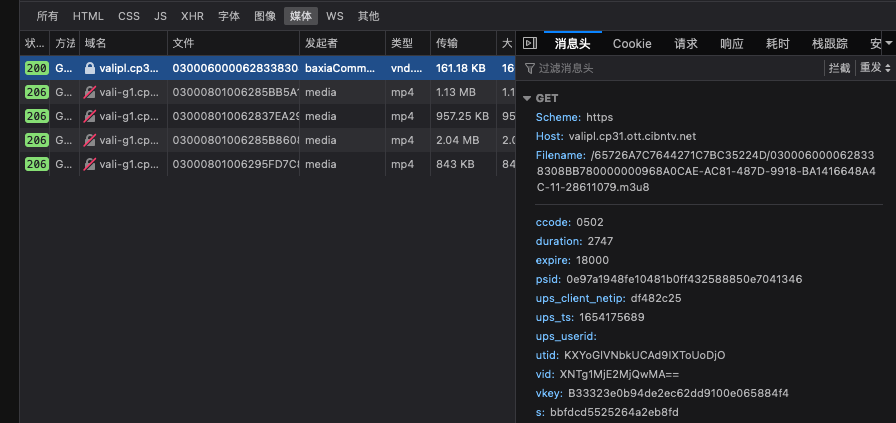 所有 HTML CSS JS XHR 字体 图像 媒体 WS 其他
状… 方法 域名 文件 发起者 类型 传输 大
200 G… valipl.cp3… 030006000062833830 baxiaComm… vnd.… 161.18 KB 16
206 G… vali-g1.cp… 03000801006285BB5A media mp4 1.13 MB 1.1
206 G… vali-g1.cp… 030008010062837EA29 media mp4 957.25 KB 95
206 G… vali-g1.cp… 03000801006285B8608 media mp4 2.04 MB 2.0
206 G… vali-g1.cp… 03000801006295FD7C media mp4 843 KB 84
消息头 Cookie 请求 响应 耗时 栈跟踪 安
过滤消息头 拦截 重发
GET
Scheme: https
Host: valipl.cp31.ott.cibntv.net
Filename: /65726A7C7644271C7BC35224D/030006000062833
8308BB780000000968A0CAE-AC81-487D-9918-BA1416648A4
C-11-28611079.m3u8
ccode: 0502
duration: 2747
expire: 18000
psid: 0e97a1948fe10481b0ff432588850e7041346
ups_client_netip: df482c25
ups_ts: 1654175689
ups_userid:
utid: KXYoGlVNbkUCAd9IXToUoDjO
vid: XNTg1MjE2MjQwMA==
vkey: B33323e0b94de2ec62dd9100e065884f4
s: bbfdcd5525264a2eb8fd